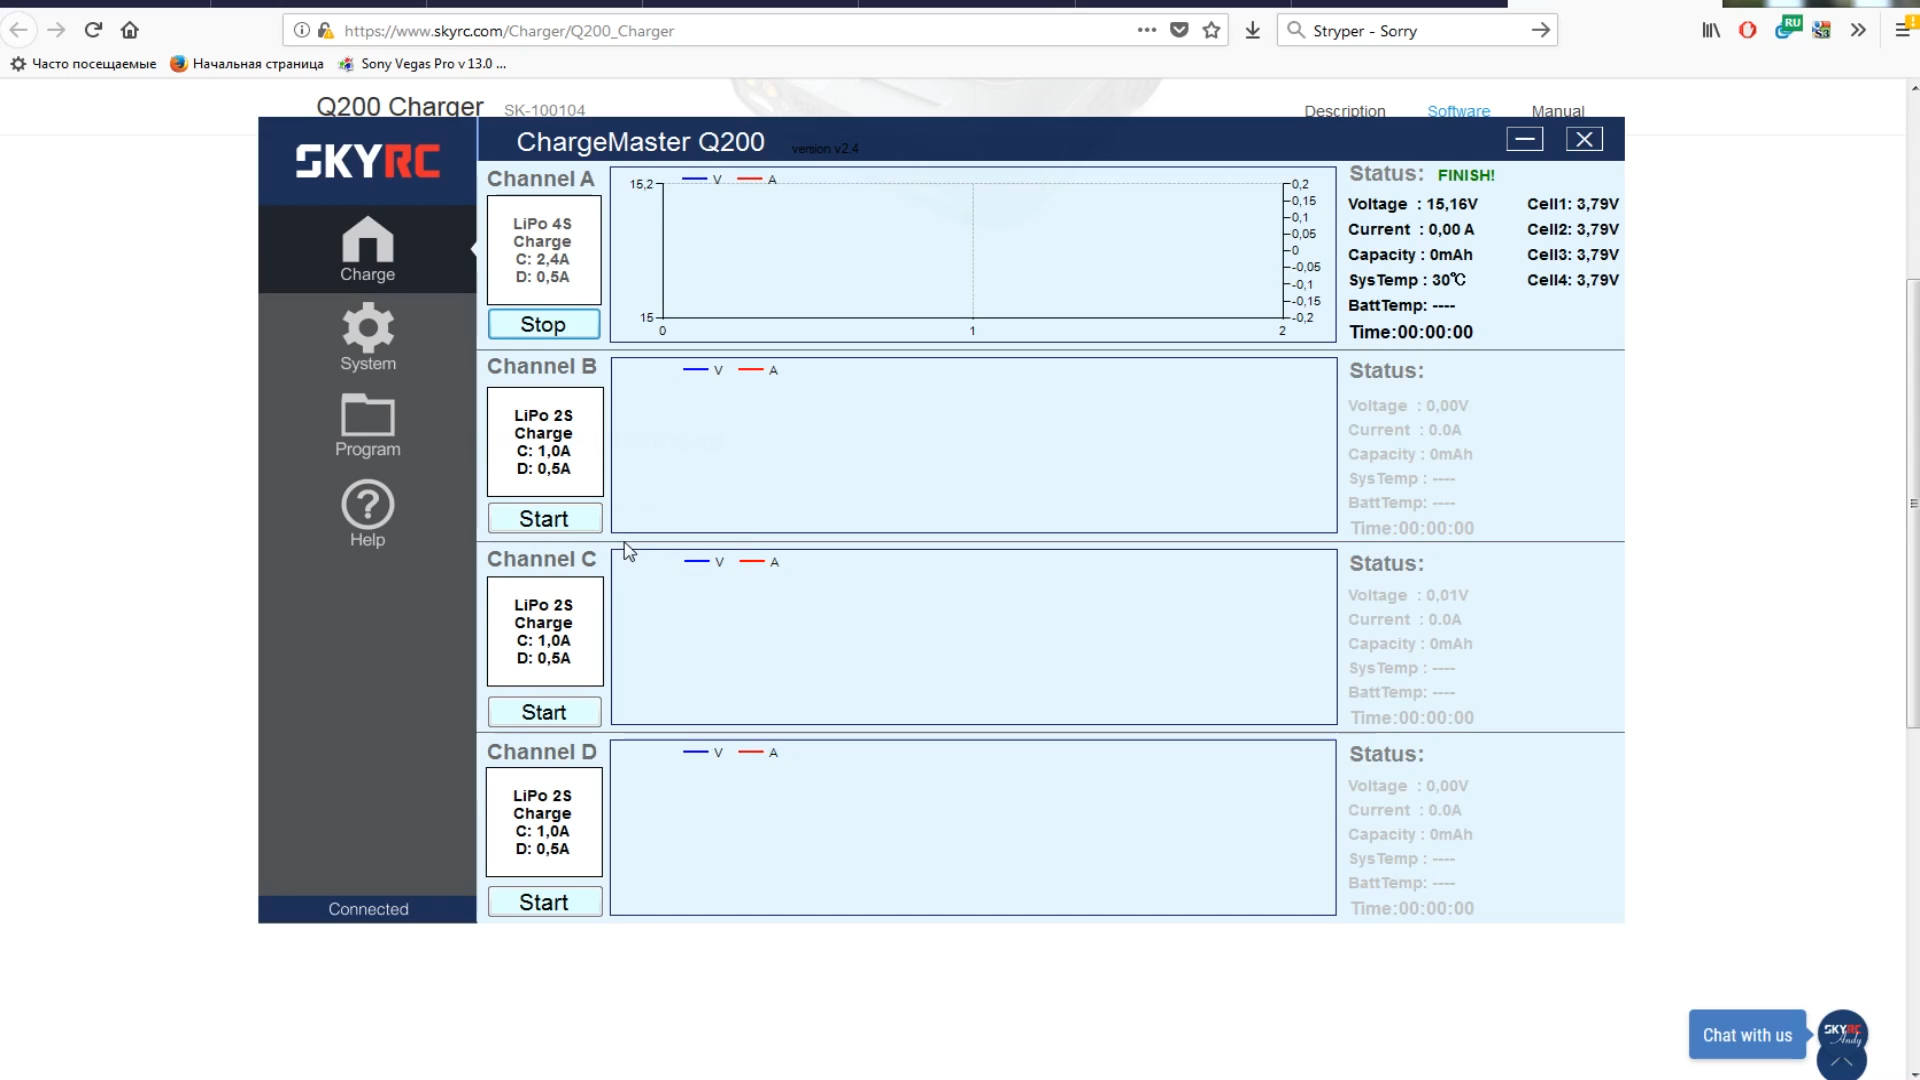 https://www.skyrc.com/Charger/Q200_Charger
Stryper - Sorry
RU
Часто посещаемые
Начальная страница
Sony Vegas Pro v 13.0 ...
Q200 Charger SK-100104
Description Software Manual
SKYRC
ChargeMaster Q200 version v2.4
Charge
System
Program
Help
Connected
Channel A
LiPo 4S
Charge
C: 2,4A
D: 0,5A
Stop
V A
15,2
15
0 1 2
0,2
0,15
0,1
0,05
0
-0,05
-0,1
-0,15
-0,2
Status: FINISH!
Voltage : 15,16V Cell1: 3,79V
Current : 0,00 A Cell2: 3,79V
Capacity : 0mAh Cell3: 3,79V
SysTemp : 30℃ Cell4: 3,79V
BattTemp: ----
Time:00:00:00
Channel B
LiPo 2S
Charge
C: 1,0A
D: 0,5A
Start
V A
Status:
Voltage : 0,00V
Current : 0.0A
Capacity : 0mAh
SysTemp : ----
BattTemp: ----
Time:00:00:00
Channel C
LiPo 2S
Charge
C: 1,0A
D: 0,5A
Start
V A
Status:
Voltage : 0,01V
Current : 0.0A
Capacity : 0mAh
SysTemp : ----
BattTemp: ----
Time:00:00:00
Channel D
LiPo 2S
Charge
C: 1,0A
D: 0,5A
Start
V A
Status:
Voltage : 0,00V
Current : 0.0A
Capacity : 0mAh
SysTemp : ----
BattTemp: ----
Time:00:00:00
Chat with us
SKYRC
Andy